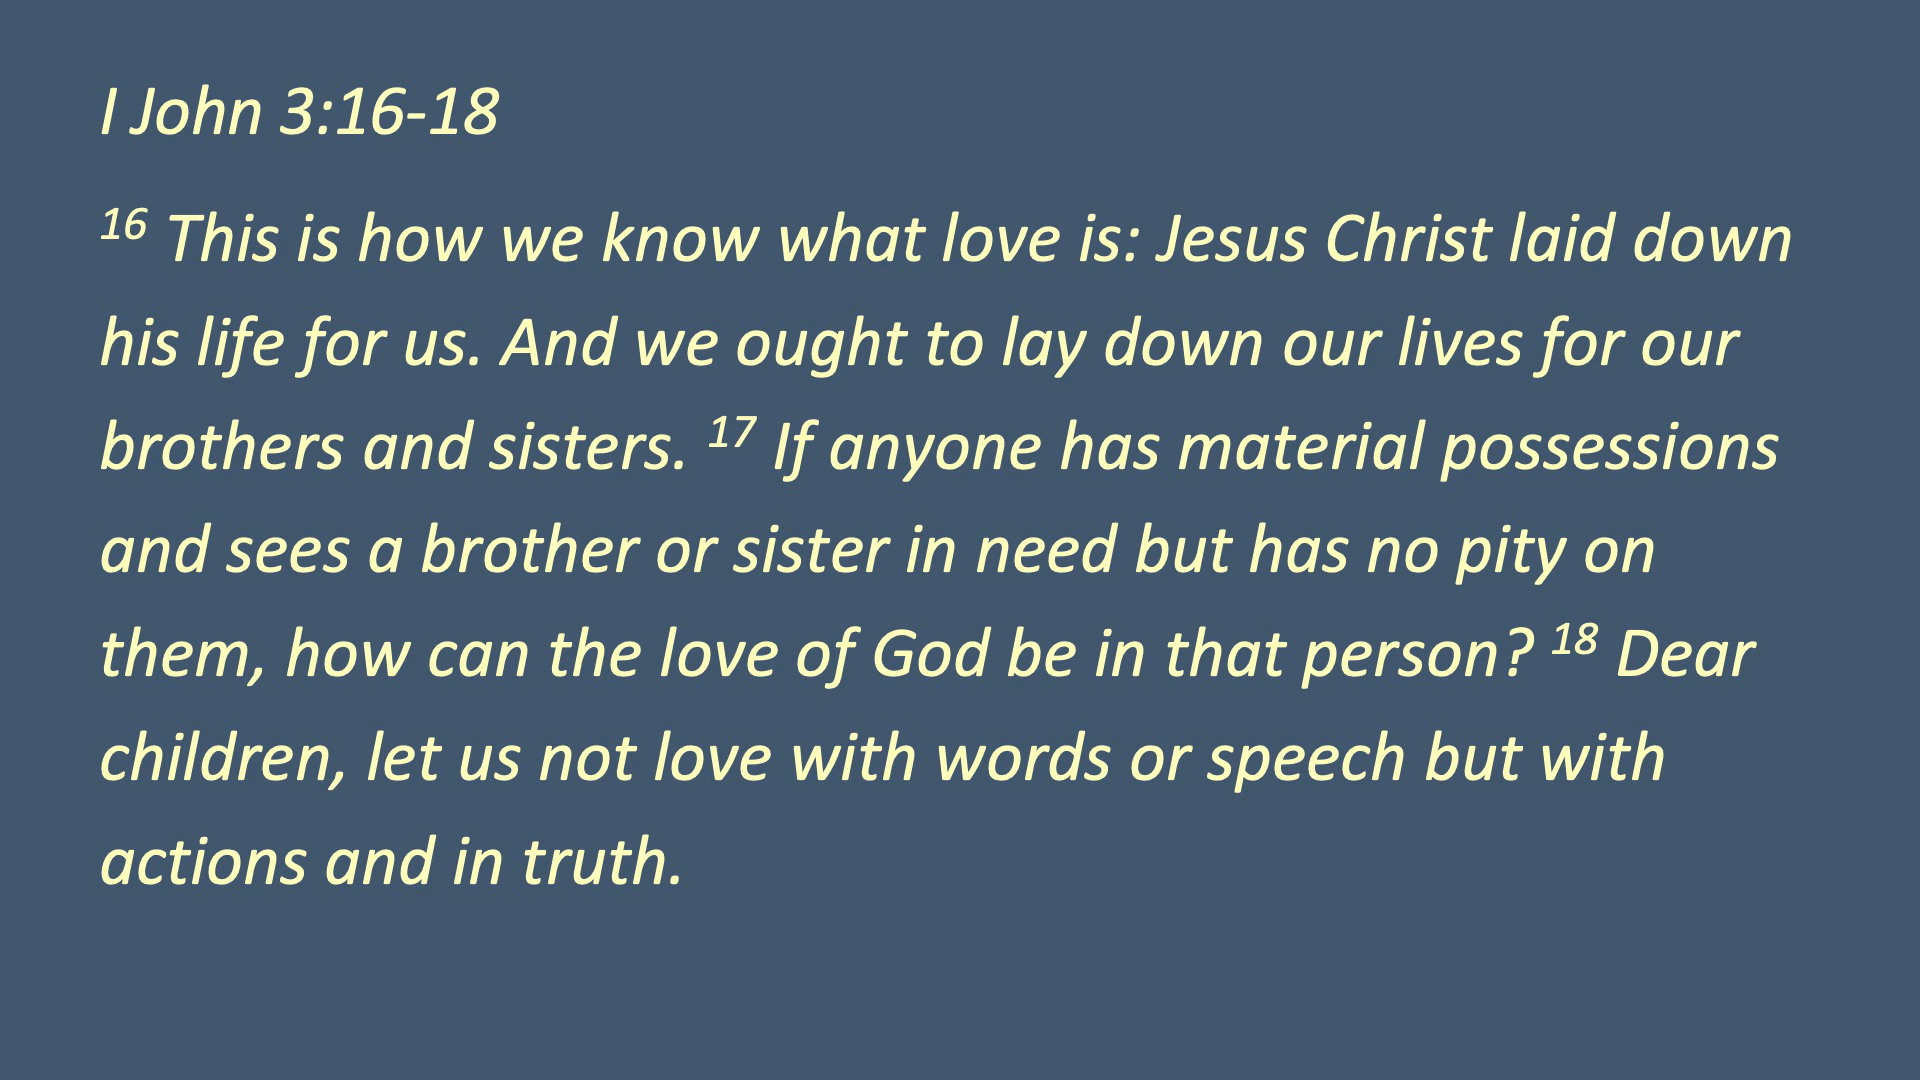 I John 3:16-18
16 This is how we know what love is: Jesus Christ laid down
his life for us. And we ought to lay down our lives for our
brothers and sisters. 17 If anyone has material possessions
and sees a brother or sister in need but has no pity on
them, how can the love of God be in that person? 18 Dear
children, let us not love with words or speech but with
actions and in truth.